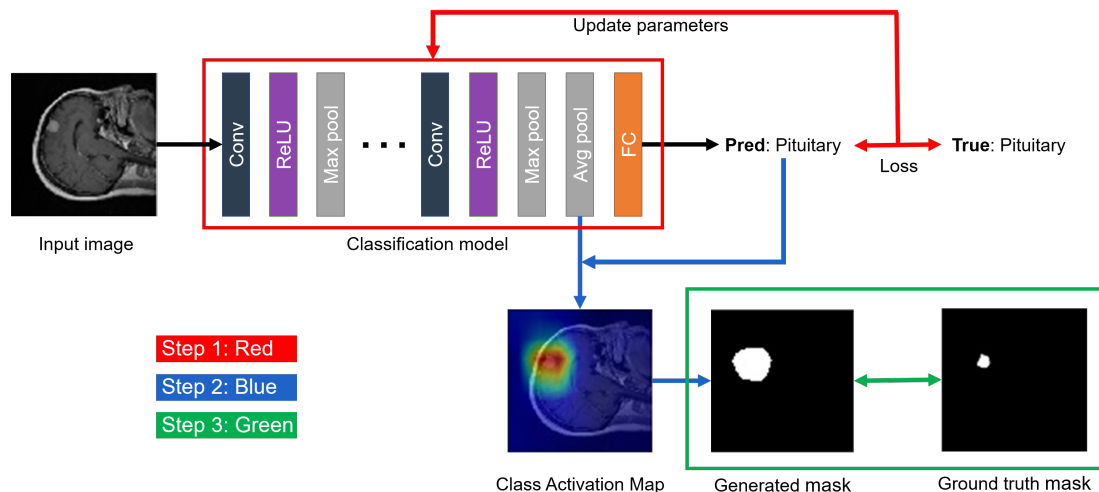 Update parameters
Conv
ReLU
Max pool
Conv
ReLU
Max pool
Avg pool
FC
Pred: Pituitary
Loss
True: Pituitary
Input image
Classification model
Step 1: Red
Step 2: Blue
Step 3: Green
Class Activation Map
Generated mask
Ground truth mask